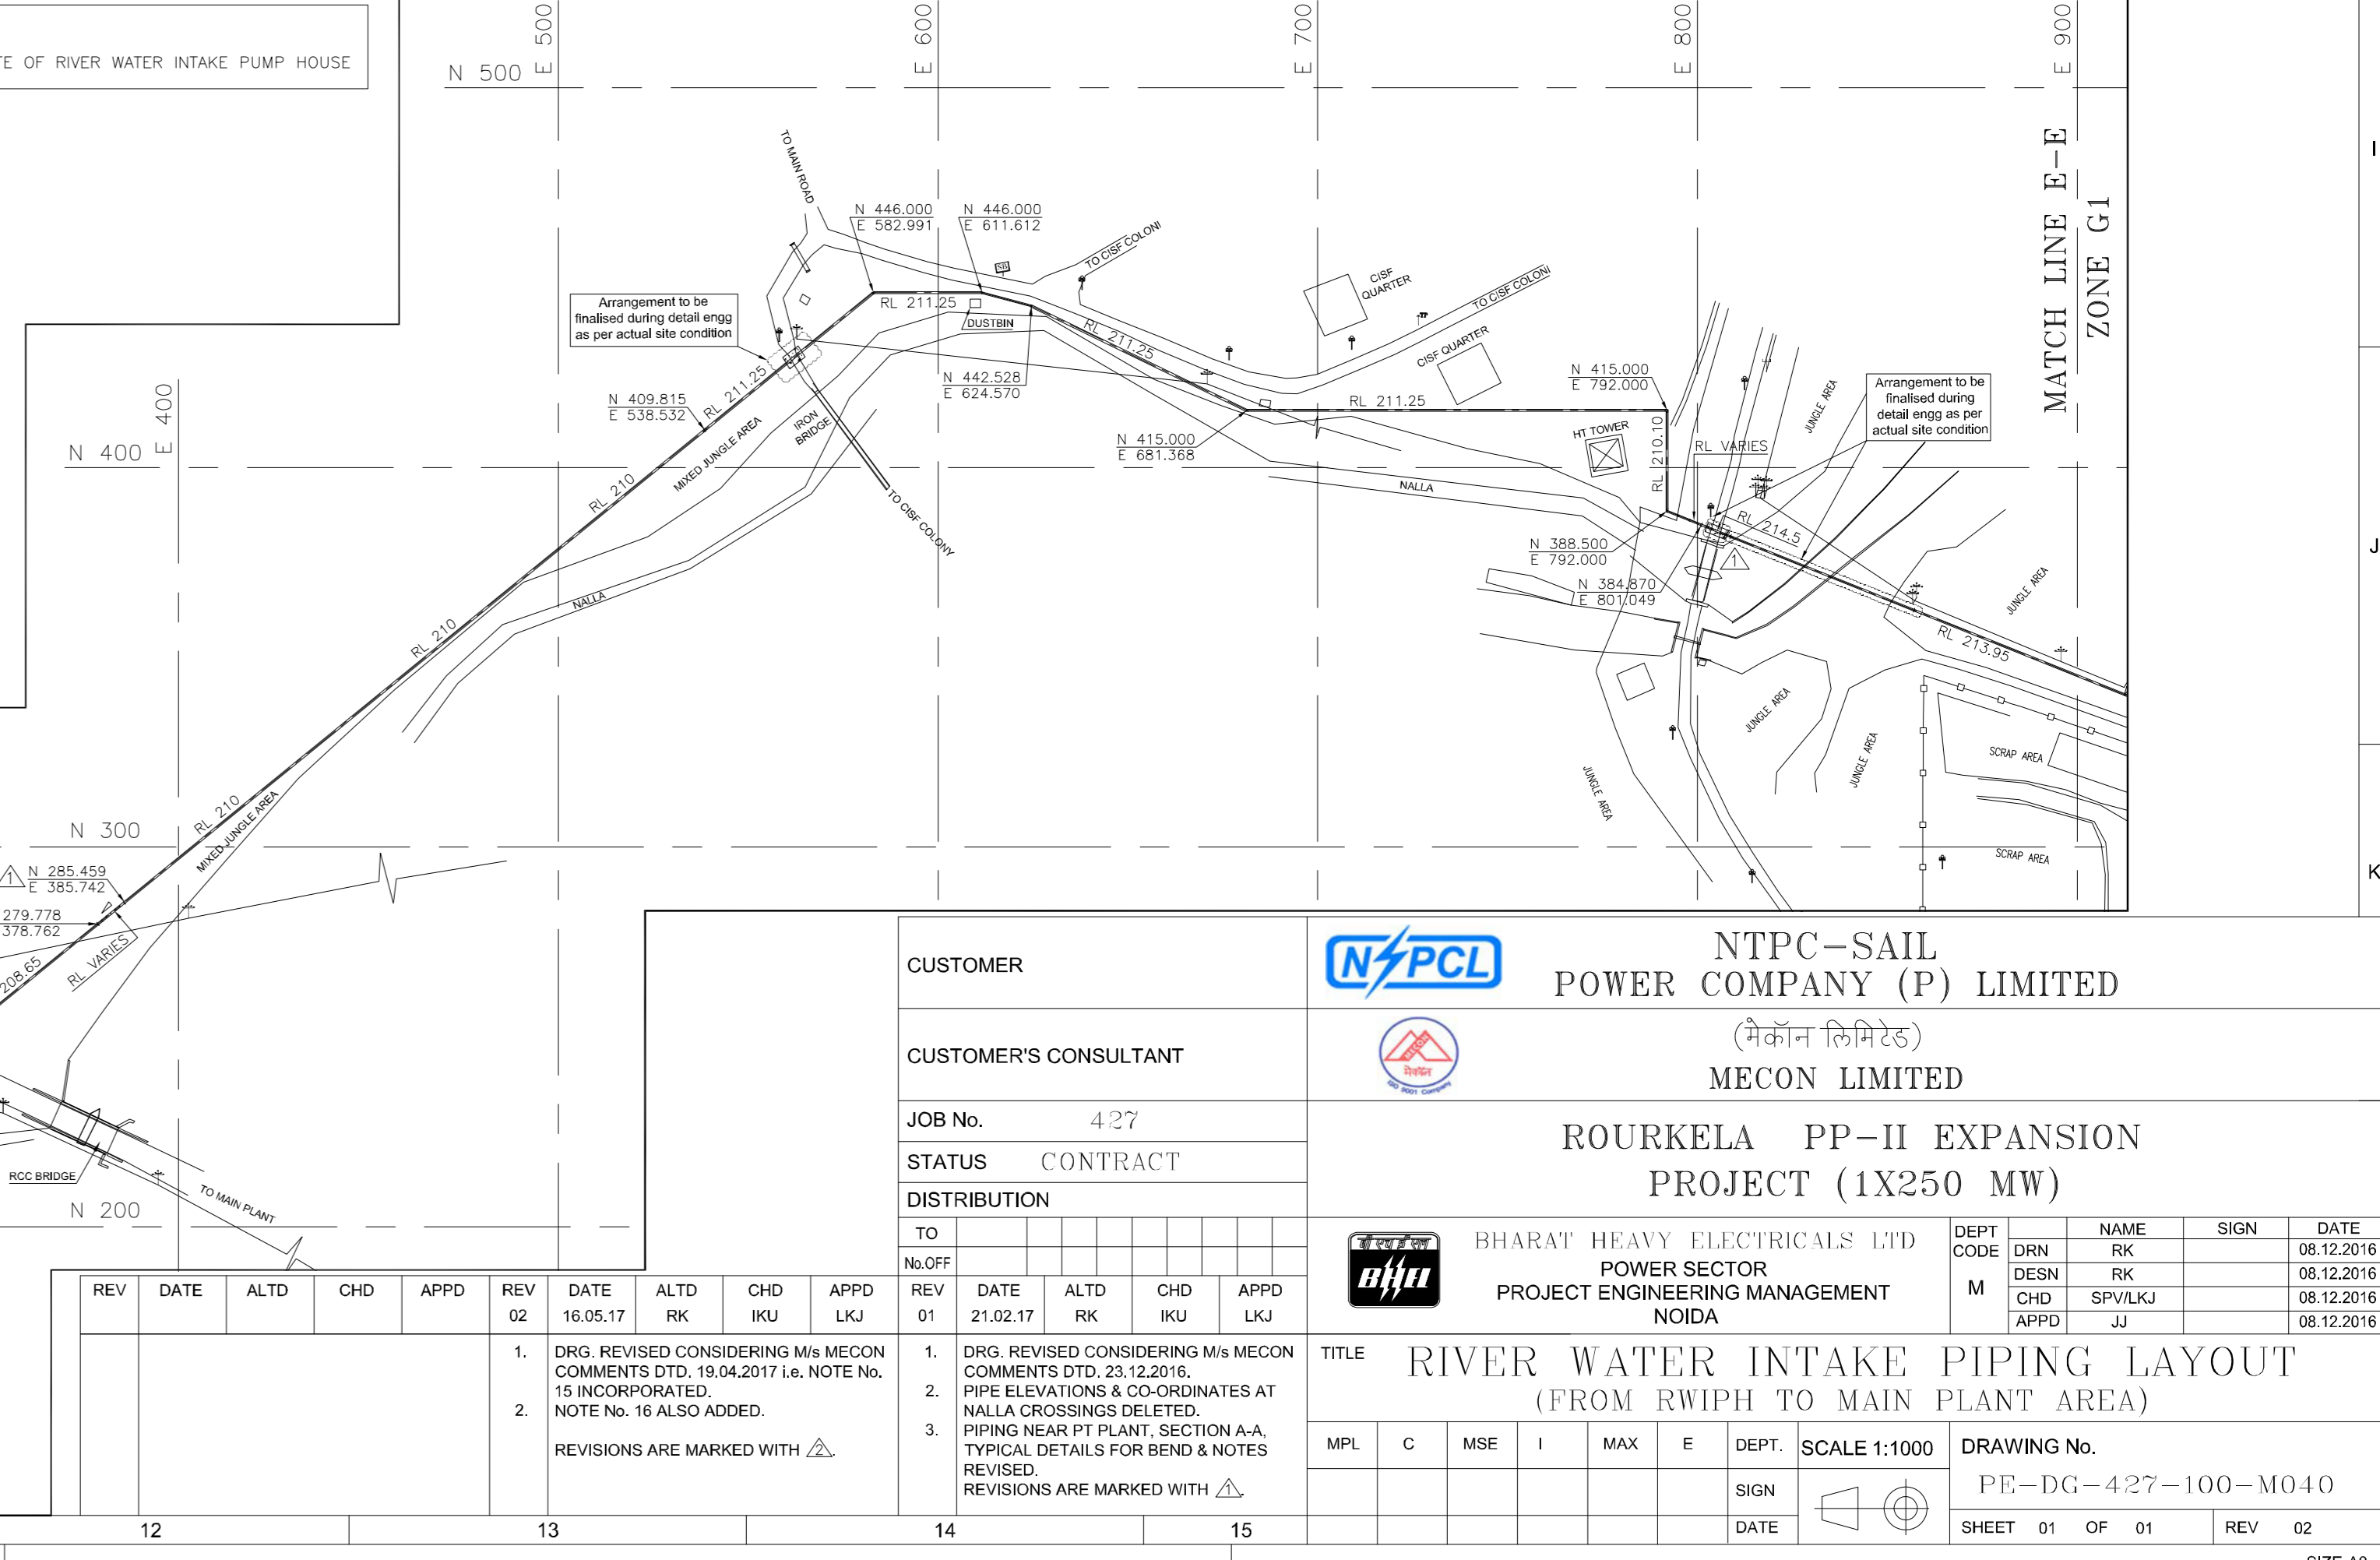 TE OF RIVER WATER INTAKE PUMP HOUSE
E 500
E 600
E 700
E 800
E 900
N 500
MATCH LINE E-E
ZONE G1
I
TO MAIN ROAD
N 446.000
E 582.991
N 446.000
E 611.612
TO CISF COLONI
SB
CISF
QUARTER
TO CISF COLONI
TP
Arrangement to be
finalised during detail engg
as per actual site condition
RL 211.25
DUSTBIN
RL 211.25
CISF QUARTER
N 442.528
E 624.570
N 415.000
E 792.000
Arrangement to be
finalised during
detail engg as per
actual site condition
JUNGLE AREA
E 400
N 400
N 409.815
E 538.532
RL 211.25
IRON
BRIDGE
MIXED JUNGLE AREA
RL 211.25
N 415.000
E 681.368
HT TOWER
RL 210.10
RL VARIES
RL 210
NALLA
TO CISF COLONY
RL 214.5
N 388.500
E 792.000
1
N 384.870
E 801.049
J
NALLA
JUNGLE AREA
RL 210
RL 213.95
JUNGLE AREA
JUNGLE AREA
JUNGLE AREA
SCRAP AREA
SCRAP AREA
RL 210
MIXED JUNGLE AREA
N 300
K
1
N 285.459
E 385.742
279.778
378.762
RL VARIES
208.65
RCC BRIDGE
TO MAIN PLANT
N 200
CUSTOMER
NSPCL
NTPC-SAIL
POWER COMPANY (P) LIMITED
CUSTOMER'S CONSULTANT
MECON
मेकॉन
ISO 9001 Company
(मेकॉन लिमिटेड)
MECON LIMITED
JOB No. 427
STATUS CONTRACT
DISTRIBUTION
TO
No.OFF
ROURKELA PP-II EXPANSION
PROJECT (1X250 MW)
बी एच ई एल
BHEL
BHARAT HEAVY ELECTRICALS LTD
POWER SECTOR
PROJECT ENGINEERING MANAGEMENT
NOIDA
DEPT
CODE
M
NAME SIGN DATE
DRN RK 08.12.2016
DESN RK 08.12.2016
CHD SPV/LKJ 08.12.2016
APPD JJ 08.12.2016
REV DATE ALTD CHD APPD REV DATE ALTD CHD APPD REV DATE ALTD CHD APPD
02 16.05.17 RK IKU LKJ 01 21.02.17 RK IKU LKJ
1. DRG. REVISED CONSIDERING M/s MECON
COMMENTS DTD. 19.04.2017 i.e. NOTE No.
15 INCORPORATED.
2. NOTE No. 16 ALSO ADDED.
REVISIONS ARE MARKED WITH 2.
1. DRG. REVISED CONSIDERING M/s MECON
COMMENTS DTD. 23.12.2016.
2. PIPE ELEVATIONS & CO-ORDINATES AT
NALLA CROSSINGS DELETED.
3. PIPING NEAR PT PLANT, SECTION A-A,
TYPICAL DETAILS FOR BEND & NOTES
REVISED.
REVISIONS ARE MARKED WITH 1.
TITLE
RIVER WATER INTAKE PIPING LAYOUT
(FROM RWIPH TO MAIN PLANT AREA)
MPL C MSE I MAX E DEPT.
SIGN
DATE
SCALE 1:1000
DRAWING No.
PE-DG-427-100-M040
SHEET 01 OF 01 REV 02
12 13 14 15